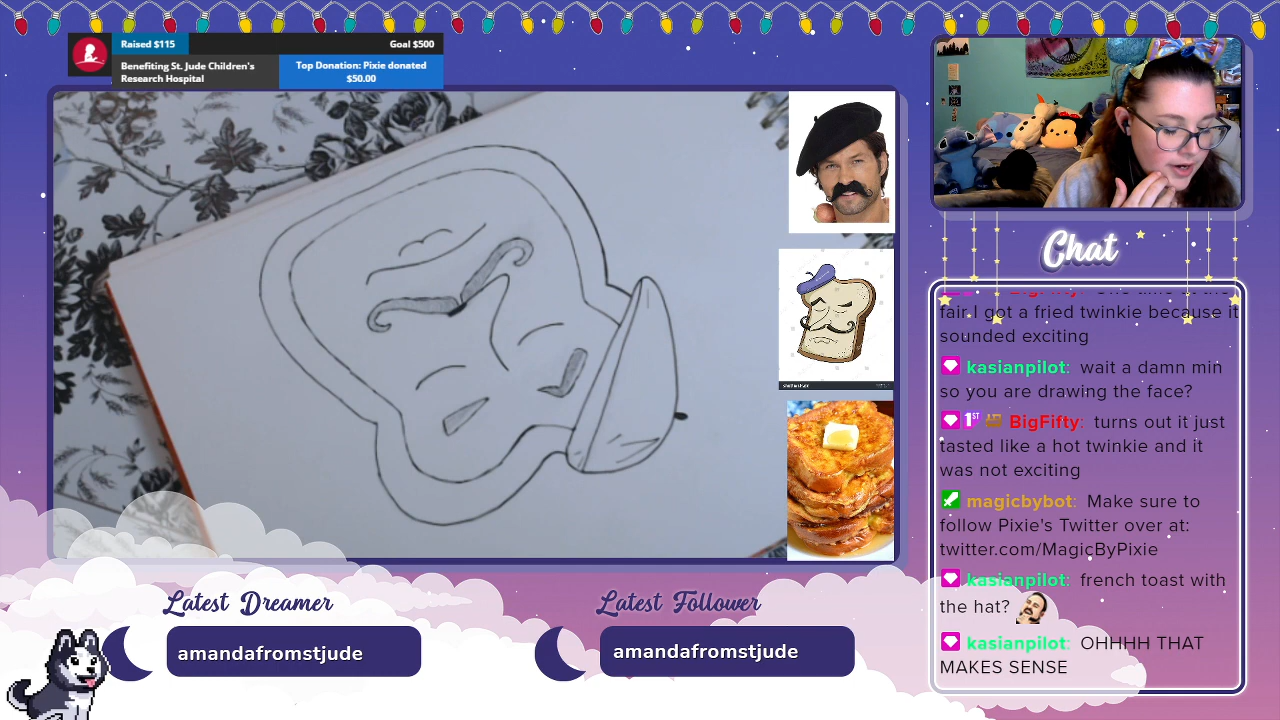 Raised $115
Goal $500
Benefiting St. Jude Children's
Research Hospital
Top Donation: Pixie donated
$50.00
Chat
fair I got a fried twinkie because it
sounded exciting
kasianpilot: wait a damn min
so you are drawing the face?
1ST BigFifty: turns out it just
tasted like a hot twinkie and it
was not exciting
magicbybot: Make sure to
follow Pixie's Twitter over at:
twitter.com/MagicByPixie
kasianpilot: french toast with
the hat?
kasianpilot: OHHHH THAT
MAKES SENSE
Latest Dreamer
amandafromstjude
Latest Follower
amandafromstjude